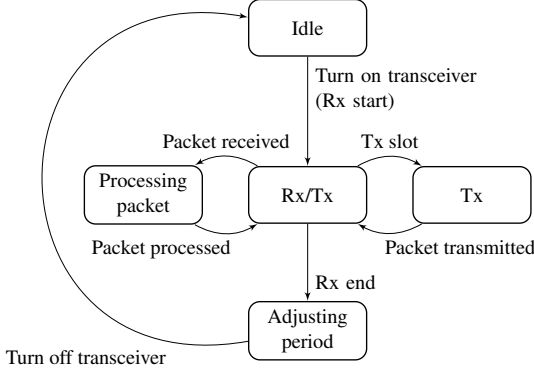 Idle
Turn on transceiver
(Rx start)
Packet received
Tx slot
Processing
packet
Rx/Tx
Tx
Packet processed
Packet transmitted
Rx end
Adjusting
period
Turn off transceiver